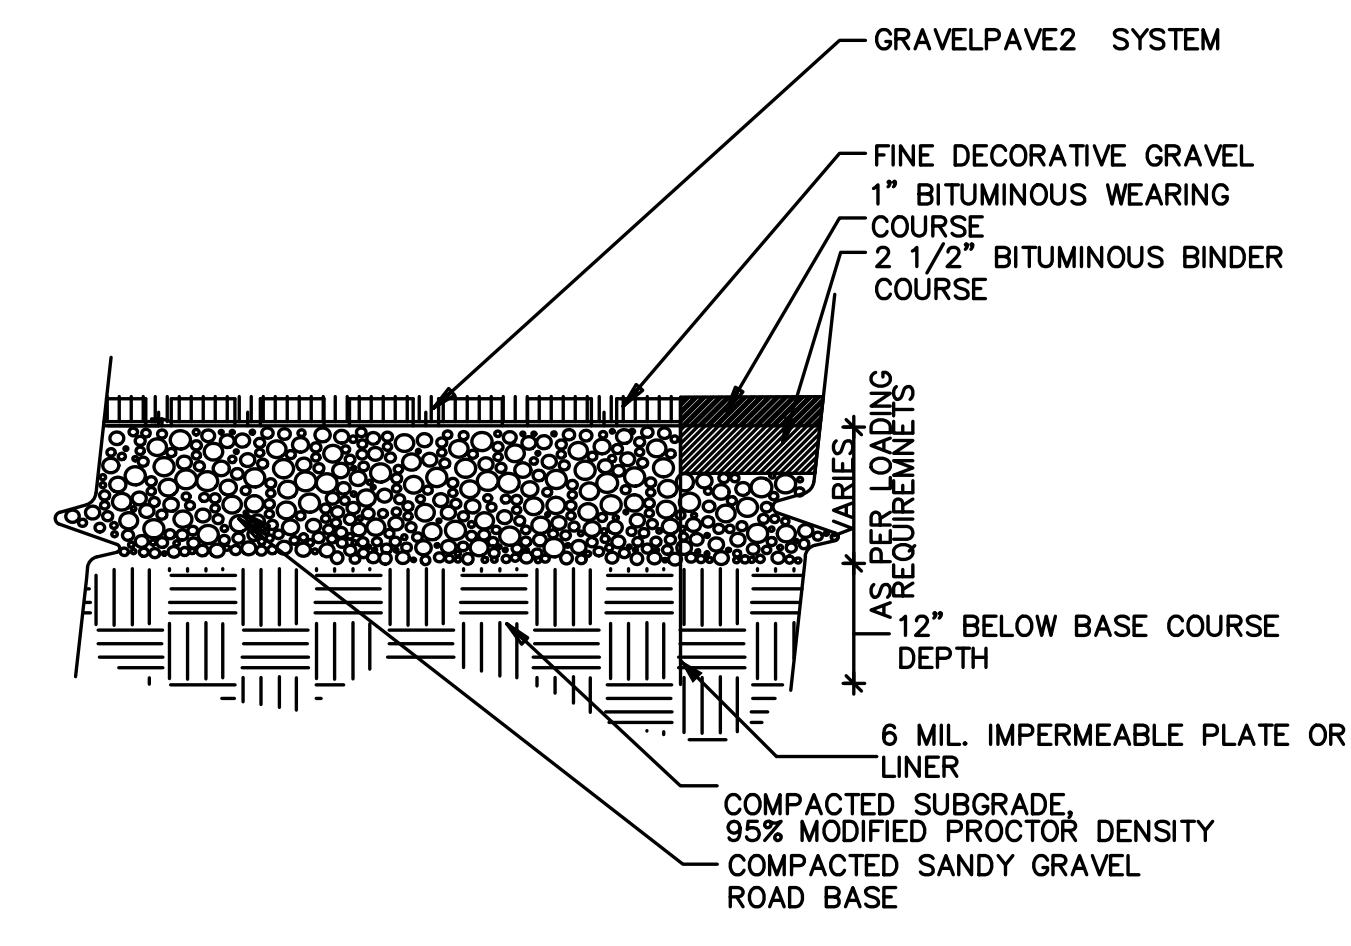 GRAVELPAVE2 SYSTEM
FINE DECORATIVE GRAVEL
1” BITUMINOUS WEARING
COURSE
2 1/2” BITUMINOUS BINDER
COURSE
VARIES
AS PER LOADING
REQUIREMNETS
12” BELOW BASE COURSE
DEPTH
6 MIL. IMPERMEABLE PLATE OR
LINER
COMPACTED SUBGRADE,
95% MODIFIED PROCTOR DENSITY
COMPACTED SANDY GRAVEL
ROAD BASE